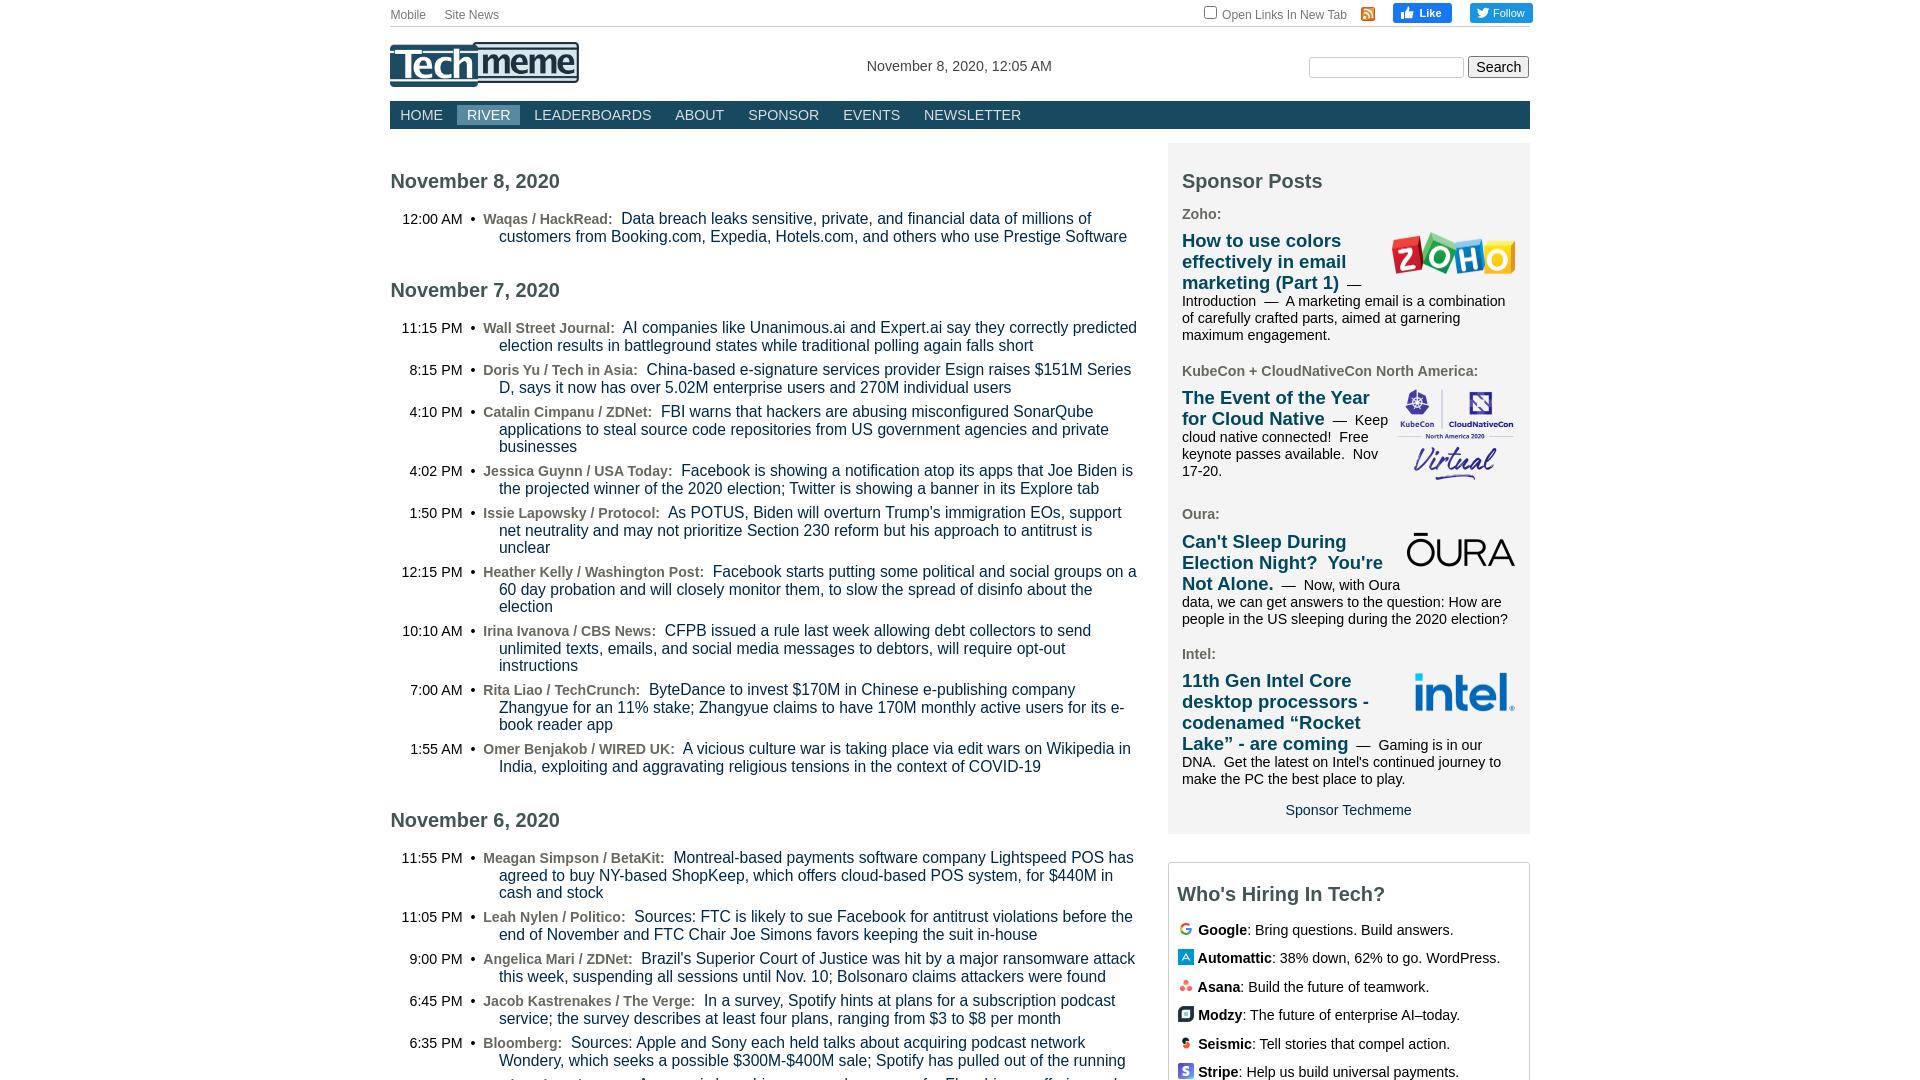 Mobile Site News
Open Links In New Tab Like Follow
Techmeme
November 8, 2020, 12:05 AM
Search
HOME RIVER LEADERBOARDS ABOUT SPONSOR EVENTS NEWSLETTER
November 8, 2020
12:00 AM • Waqas / HackRead: Data breach leaks sensitive, private, and financial data of millions of
customers from Booking.com, Expedia, Hotels.com, and others who use Prestige Software
November 7, 2020
11:15 PM • Wall Street Journal: AI companies like Unanimous.ai and Expert.ai say they correctly predicted
election results in battleground states while traditional polling again falls short
8:15 PM • Doris Yu / Tech in Asia: China-based e-signature services provider Esign raises $151M Series
D, says it now has over 5.02M enterprise users and 270M individual users
4:10 PM • Catalin Cimpanu / ZDNet: FBI warns that hackers are abusing misconfigured SonarQube
applications to steal source code repositories from US government agencies and private
businesses
4:02 PM • Jessica Guynn / USA Today: Facebook is showing a notification atop its apps that Joe Biden is
the projected winner of the 2020 election; Twitter is showing a banner in its Explore tab
1:50 PM • Issie Lapowsky / Protocol: As POTUS, Biden will overturn Trump's immigration EOs, support
net neutrality and may not prioritize Section 230 reform but his approach to antitrust is
unclear
12:15 PM • Heather Kelly / Washington Post: Facebook starts putting some political and social groups on a
60 day probation and will closely monitor them, to slow the spread of disinfo about the
election
10:10 AM • Irina Ivanova / CBS News: CFPB issued a rule last week allowing debt collectors to send
unlimited texts, emails, and social media messages to debtors, will require opt-out
instructions
7:00 AM • Rita Liao / TechCrunch: ByteDance to invest $170M in Chinese e-publishing company
Zhangyue for an 11% stake; Zhangyue claims to have 170M monthly active users for its e-
book reader app
1:55 AM • Omer Benjakob / WIRED UK: A vicious culture war is taking place via edit wars on Wikipedia in
India, exploiting and aggravating religious tensions in the context of COVID-19
November 6, 2020
11:55 PM • Meagan Simpson / BetaKit: Montreal-based payments software company Lightspeed POS has
agreed to buy NY-based ShopKeep, which offers cloud-based POS system, for $440M in
cash and stock
11:05 PM • Leah Nylen / Politico: Sources: FTC is likely to sue Facebook for antitrust violations before the
end of November and FTC Chair Joe Simons favors keeping the suit in-house
9:00 PM • Angelica Mari / ZDNet: Brazil's Superior Court of Justice was hit by a major ransomware attack
this week, suspending all sessions until Nov. 10; Bolsonaro claims attackers were found
6:45 PM • Jacob Kastrenakes / The Verge: In a survey, Spotify hints at plans for a subscription podcast
service; the survey describes at least four plans, ranging from $3 to $8 per month
6:35 PM • Bloomberg: Sources: Apple and Sony each held talks about acquiring podcast network
Wondery, which seeks a possible $300M-$400M sale; Spotify has pulled out of the running
Sponsor Posts
Zoho:
ZOHO
How to use colors
effectively in email
marketing (Part 1) —
Introduction — A marketing email is a combination
of carefully crafted parts, aimed at garnering
maximum engagement.
KubeCon + CloudNativeCon North America:
KubeCon CloudNativeCon
North America 2020
Virtual
The Event of the Year
for Cloud Native — Keep
cloud native connected! Free
keynote passes available. Nov
17-20.
Oura:
ŌURA
Can't Sleep During
Election Night? You're
Not Alone. — Now, with Oura
data, we can get answers to the question: How are
people in the US sleeping during the 2020 election?
Intel:
intel®
11th Gen Intel Core
desktop processors -
codenamed “Rocket
Lake” - are coming — Gaming is in our
DNA. Get the latest on Intel's continued journey to
make the PC the best place to play.
Sponsor Techmeme
Who's Hiring In Tech?
Google: Bring questions. Build answers.
Automattic: 38% down, 62% to go. WordPress.
Asana: Build the future of teamwork.
Modzy: The future of enterprise AI–today.
Seismic: Tell stories that compel action.
Stripe: Help us build universal payments.